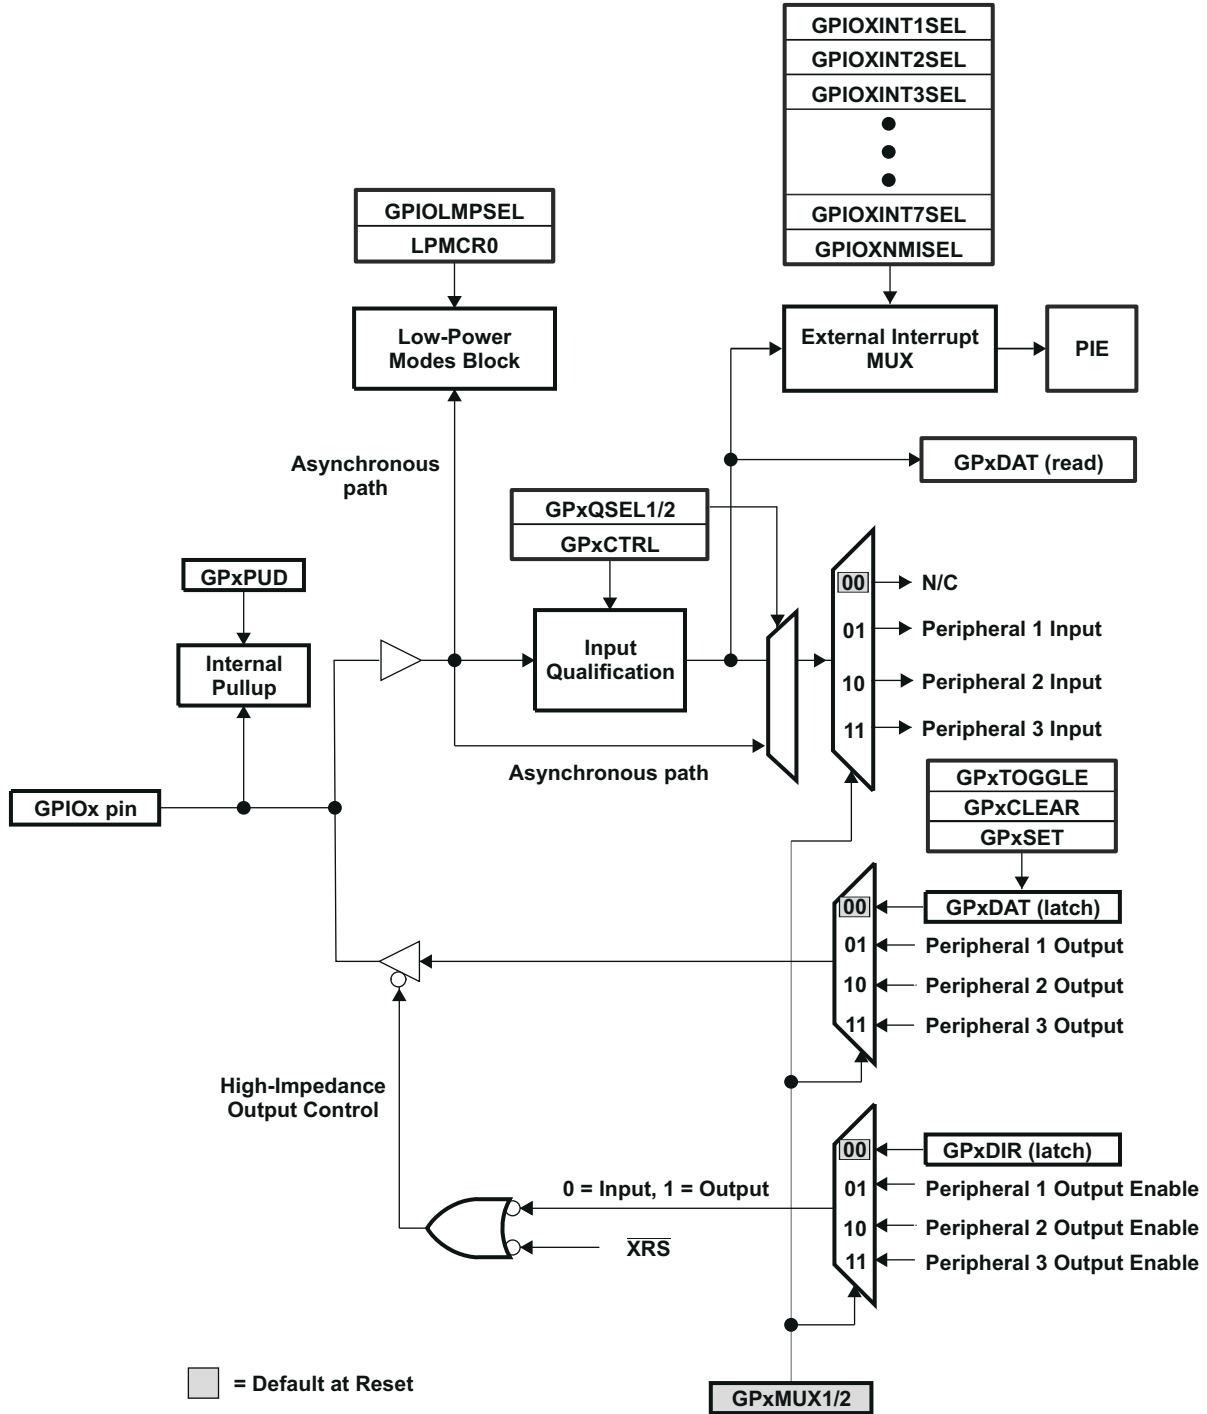 GPIOXINT1SEL
GPIOXINT2SEL
GPIOXINT3SEL
GPIOXINT7SEL
GPIOXNMISEL
GPIOLMPSEL
LPMCR0
Low-Power
Modes Block
External Interrupt
MUX
PIE
Asynchronous
path
GPxDAT (read)
GPxQSEL1/2
GPxCTRL
GPxPUD
Internal
Pullup
Input
Qualification
00
N/C
01
Peripheral 1 Input
10
Peripheral 2 Input
11
Peripheral 3 Input
Asynchronous path
GPIOx pin
GPxTOGGLE
GPxCLEAR
GPxSET
00
GPxDAT (latch)
01
Peripheral 1 Output
10
Peripheral 2 Output
11
Peripheral 3 Output
High-Impedance
Output Control
00
GPxDIR (latch)
0 = Input, 1 = Output
01
Peripheral 1 Output Enable
10
Peripheral 2 Output Enable
XRS
11
Peripheral 3 Output Enable
= Default at Reset
GPxMUX1/2